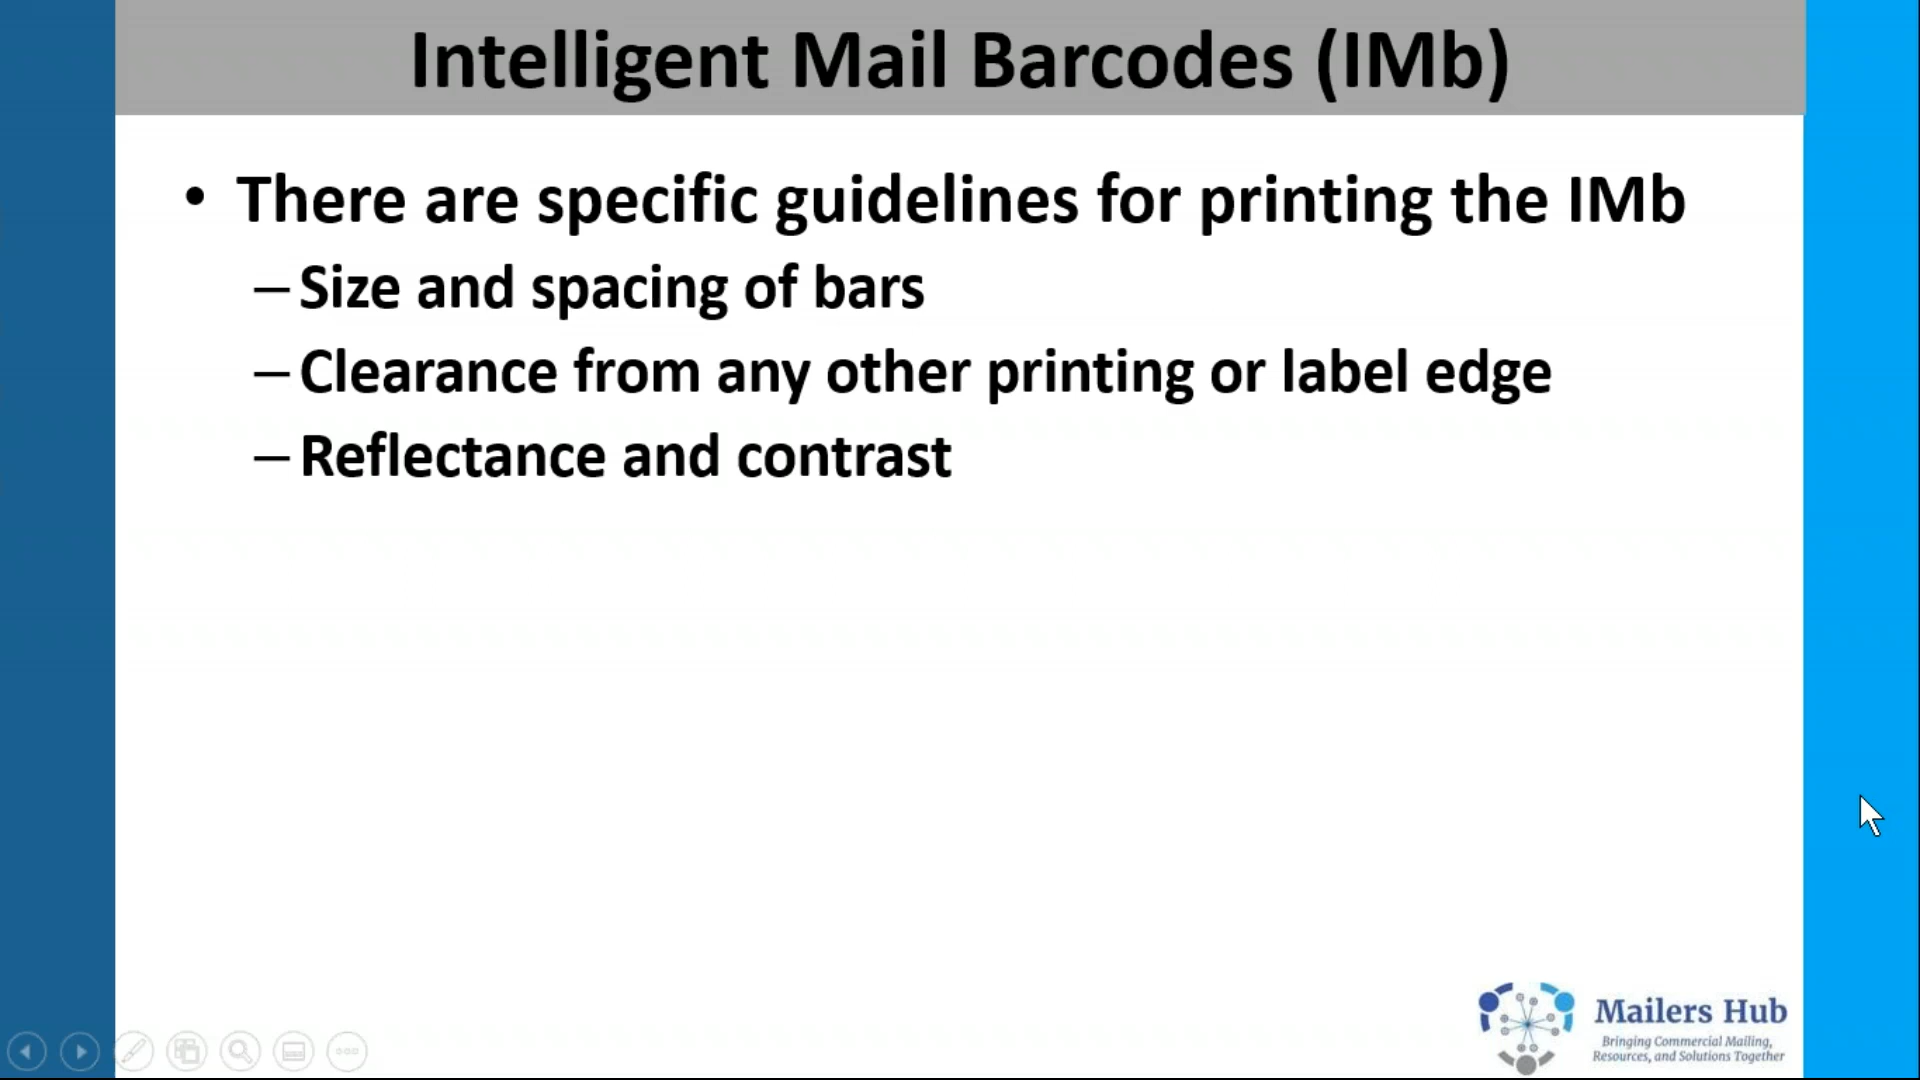 Intelligent Mail Barcodes (IMb)
• There are specific guidelines for printing the IMb
– Size and spacing of bars
– Clearance from any other printing or label edge
– Reflectance and contrast
Mailers Hub
Bringing Commercial Mailing,
Resources, and Solutions Together